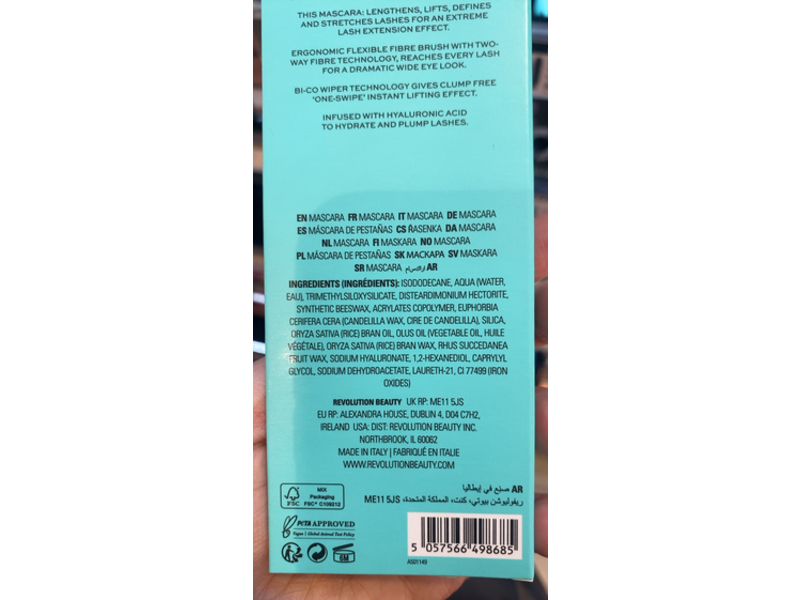 THIS MASCARA: LENGTHENS, LIFTS, DEFINES
AND STRETCHES LASHES FOR AN EXTREME
LASH EXTENSION EFFECT.
ERGONOMIC FLEXIBLE FIBRE BRUSH WITH TWO-
WAY FIBRE TECHNOLOGY, REACHES EVERY LASH
FOR A DRAMATIC WIDE EYE LOOK.
BI-CO WIPER TECHNOLOGY GIVES CLUMP FREE
'ONE-SWIPE' INSTANT LIFTING EFFECT.
INFUSED WITH HYALURONIC ACID
TO HYDRATE AND PLUMP LASHES.
EN MASCARA FR MASCARA IT MASCARA DE MASCARA
ES MÁSCARA DE PESTAÑAS CS ŘASENKA DA MASCARA
NL MASCARA FI MASKARA NO MASCARA
PL MÁSCARA DE PESTAÑAS SK MACKAPA SV MASKARA
SR MASCARA AR
INGREDIENTS (INGRÉDIENTS): ISODODECANE, AQUA (WATER,
EAU), TRIMETHYLSILOXYSILICATE, DISTEARDIMONIUM HECTORITE,
SYNTHETIC BEESWAX, ACRYLATES COPOLYMER, EUPHORBIA
CERIFERA CERA (CANDELILLA WAX, CIRE DE CANDELILLA), SILICA,
ORYZA SATIVA (RICE) BRAN OIL, OLUS OIL (VEGETABLE OIL, HUILE
VÉGÉTALE), ORYZA SATIVA (RICE) BRAN WAX, RHUS SUCCEDANEA
FRUIT WAX, SODIUM HYALURONATE, 1,2-HEXANEDIOL, CAPRYLYL
GLYCOL, SODIUM DEHYDROACETATE, LAURETH-21, CI 77499 (IRON
OXIDES)
REVOLUTION BEAUTY UK RP: ME11 5JS
EU RP: ALEXANDRA HOUSE, DUBLIN 4, D04 C7H2,
IRELAND USA: DIST: REVOLUTION BEAUTY INC.
NORTHBROOK, IL 60062
MADE IN ITALY | FABRIQUÉ EN ITALIE
WWW.REVOLUTIONBEAUTY.COM
AR صنع في إيطاليا
ريفوليوشن بيوتي، كنت، المملكة المتحدة، ME11 5JS
FSC
MIX
Packaging
FSC® C109212
PETA APPROVED
Vegan | Global Animal Test Policy
6M
5 057566 498685
AS01149